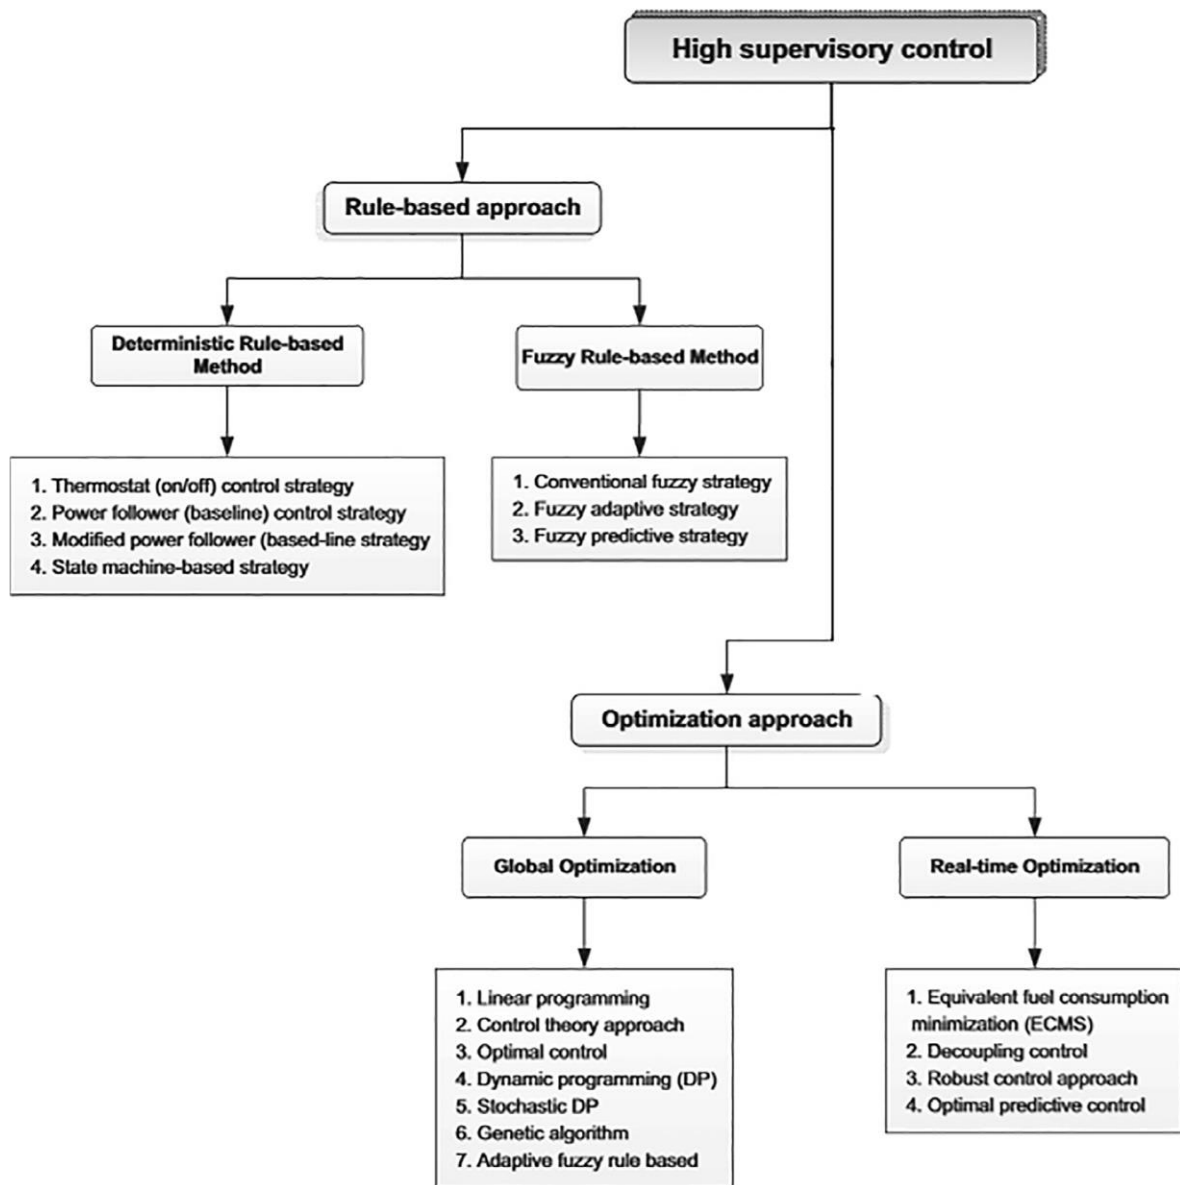 High supervisory control
Rule-based approach
Deterministic Rule-based
Method
Fuzzy Rule-based Method
1. Thermostat (on/off) control strategy
2. Power follower (baseline) control strategy
3. Modified power follower (based-line strategy
4. State machine-based strategy
1. Conventional fuzzy strategy
2. Fuzzy adaptive strategy
3. Fuzzy predictive strategy
Optimization approach
Global Optimization
Real-time Optimization
1. Linear programming
2. Control theory approach
3. Optimal control
4. Dynamic programming (DP)
5. Stochastic DP
6. Genetic algorithm
7. Adaptive fuzzy rule based
1. Equivalent fuel consumption
minimization (ECMS)
2. Decoupling control
3. Robust control approach
4. Optimal predictive control